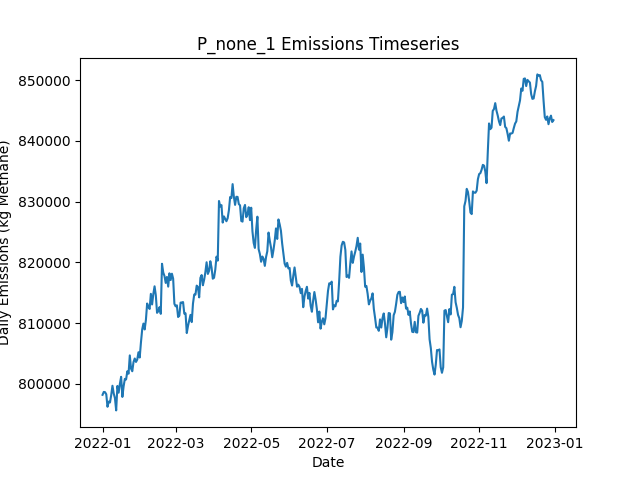 P_none_1 Emissions Timeseries
Daily Emissions (kg Methane)
850000
840000
830000
820000
810000
800000
2022-01 2022-03 2022-05 2022-07 2022-09 2022-11 2023-01
Date